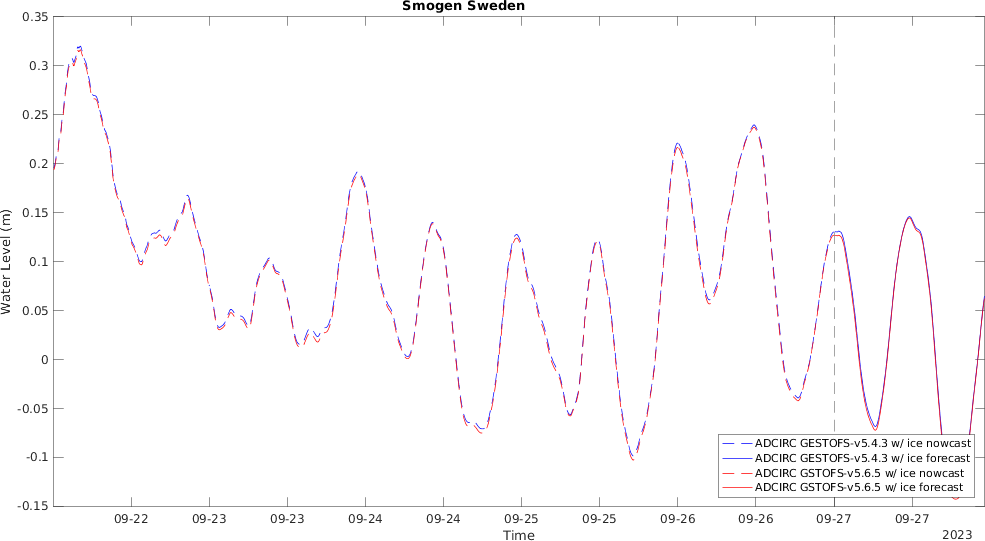 Smogen Sweden
0.35
0.3
0.25
0.2
0.15
0.1
0.05
0
-0.05
-0.1
-0.15
Water Level (m)
ADCIRC GESTOFS-v5.4.3 w/ ice nowcast
ADCIRC GESTOFS-v5.4.3 w/ ice forecast
ADCIRC GSTOFS-v5.6.5 w/ ice nowcast
ADCIRC GSTOFS-v5.6.5 w/ ice forecast
09-22 09-23 09-23 09-24 09-24 09-25 09-25 09-26 09-26 09-27 09-27
Time
2023